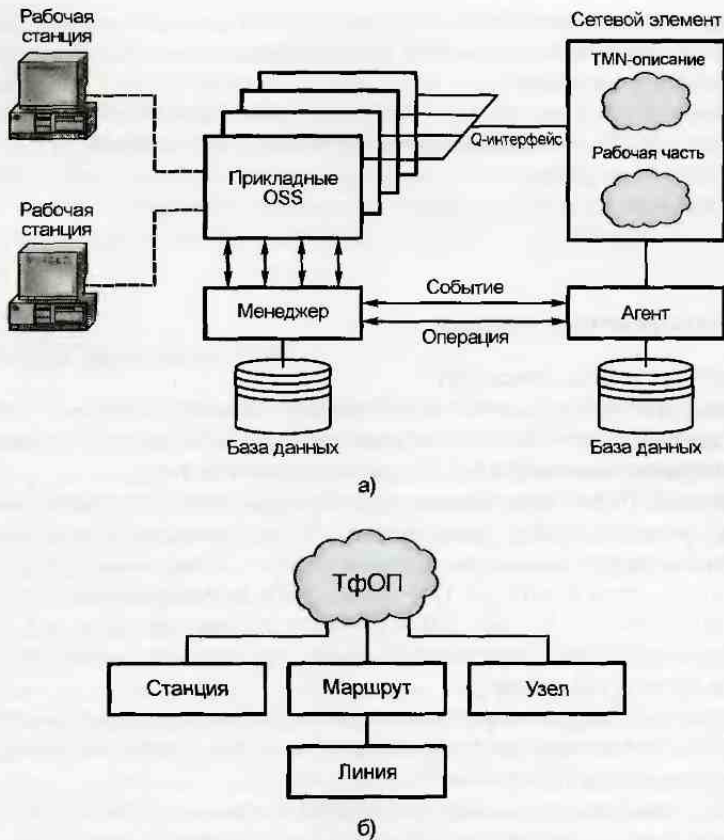 Рабочая
станция
Сетевой элемент
TMN-описание
Q-интерфейс
Рабочая часть
Прикладные
OSS
Рабочая
станция
Событие
Менеджер
Агент
Операция
База данных
База данных
а)
ТфОП
Станция
Маршрут
Узел
Линия
б)